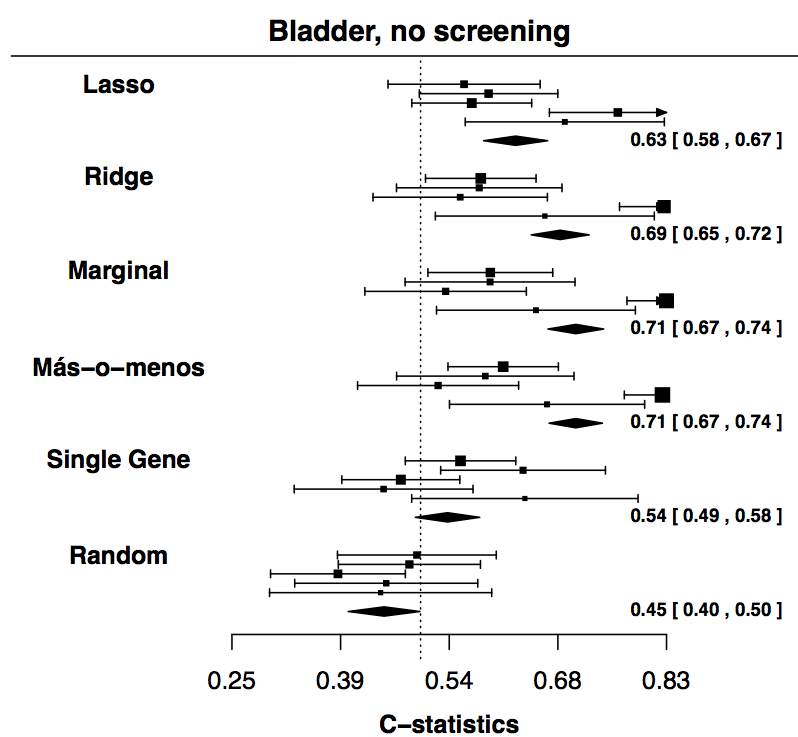 Bladder, no screening
Lasso
0.63 [ 0.58 , 0.67 ]
Ridge
0.69 [ 0.65 , 0.72 ]
Marginal
0.71 [ 0.67 , 0.74 ]
Más−o−menos
0.71 [ 0.67 , 0.74 ]
Single Gene
0.54 [ 0.49 , 0.58 ]
Random
0.45 [ 0.40 , 0.50 ]
0.25 0.39 0.54 0.68 0.83
C−statistics